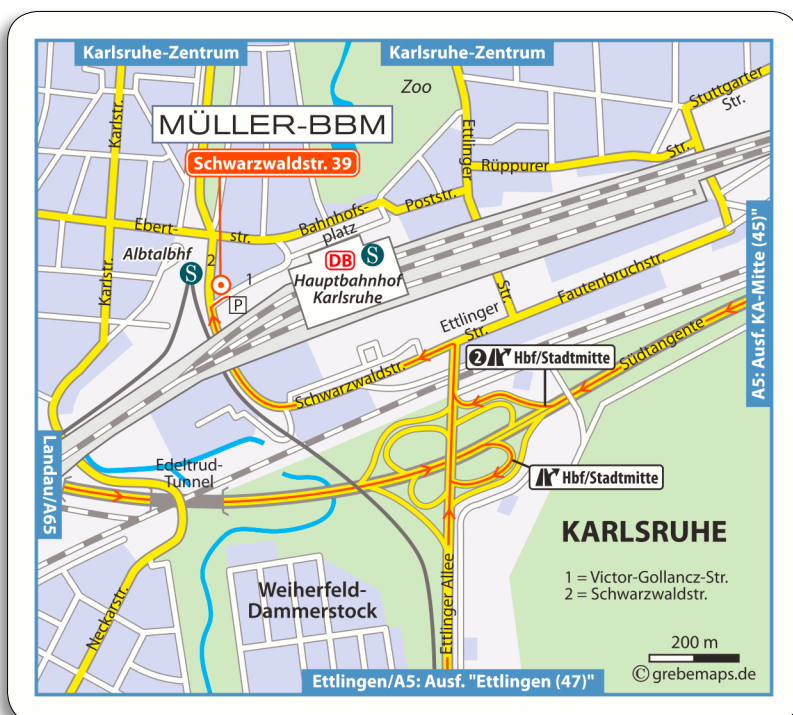 Karlsruhe-Zentrum
Karlsruhe-Zentrum
Zoo
Stuttgarter
Str.
Karlstr.
MÜLLER-BBM
Ettlinger
Schwarzwaldstr. 39
Rüppurer
Str.
Poststr.
Bahnhofs-
platz
Ebert-
str.
Albtalbhf
S
2
1
P
DB
S
Hauptbahnhof
Karlsruhe
Karlstr.
Str.
Fautenbruchstr.
A5: Ausf. KA-Mitte (45)"
Ettlinger
Str.
Südtangente
2 Hbf/Stadtmitte
Schwarzwaldstr.
Landau/A65
Edeltrud-
Tunnel
Hbf/Stadtmitte
KARLSRUHE
1 = Victor-Gollancz-Str.
2 = Schwarzwaldstr.
Weiherfeld-
Dammerstock
Neckarstr.
Ettlinger Allee
200 m
© grebemaps.de
Ettlingen/A5: Ausf. "Ettlingen (47)"